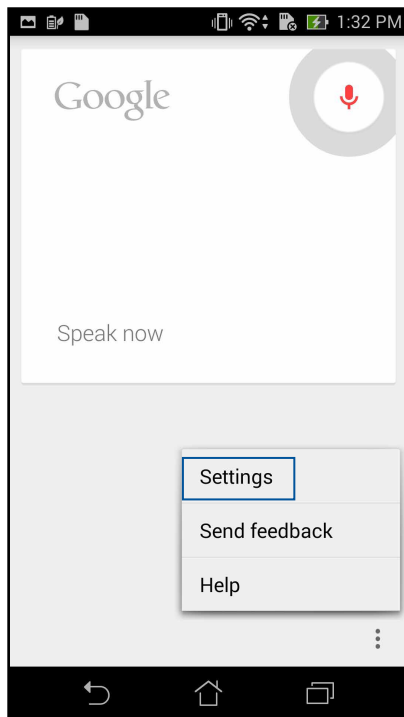 1:32 PM
Google
Speak now
Settings
Send feedback
Help